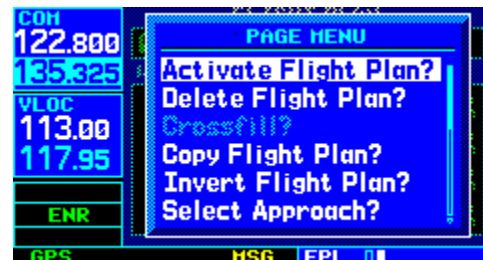 COM
122.800
135.325
VLOC
113.00
117.95
ENR
GPS
PAGE MENU
Activate Flight Plan?
Delete Flight Plan?
Crossfill?
Copy Flight Plan?
Invert Flight Plan?
Select Approach?
MSG FPL